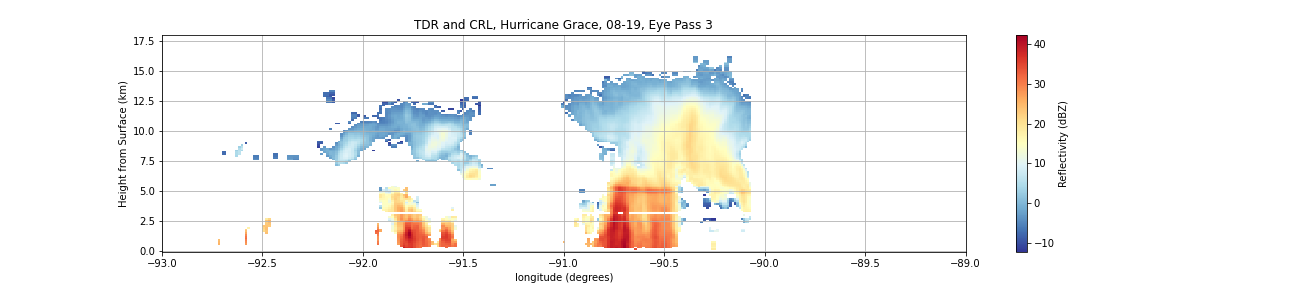 TDR and CRL, Hurricane Grace, 08-19, Eye Pass 3
17.5
15.0
12.5
10.0
7.5
5.0
2.5
0.0
Height from Surface (km)
−93.0 −92.5 −92.0 −91.5 −91.0 −90.5 −90.0 −89.5 −89.0
longitude (degrees)
40
30
20
10
0
−10
Reflectivity (dBZ)